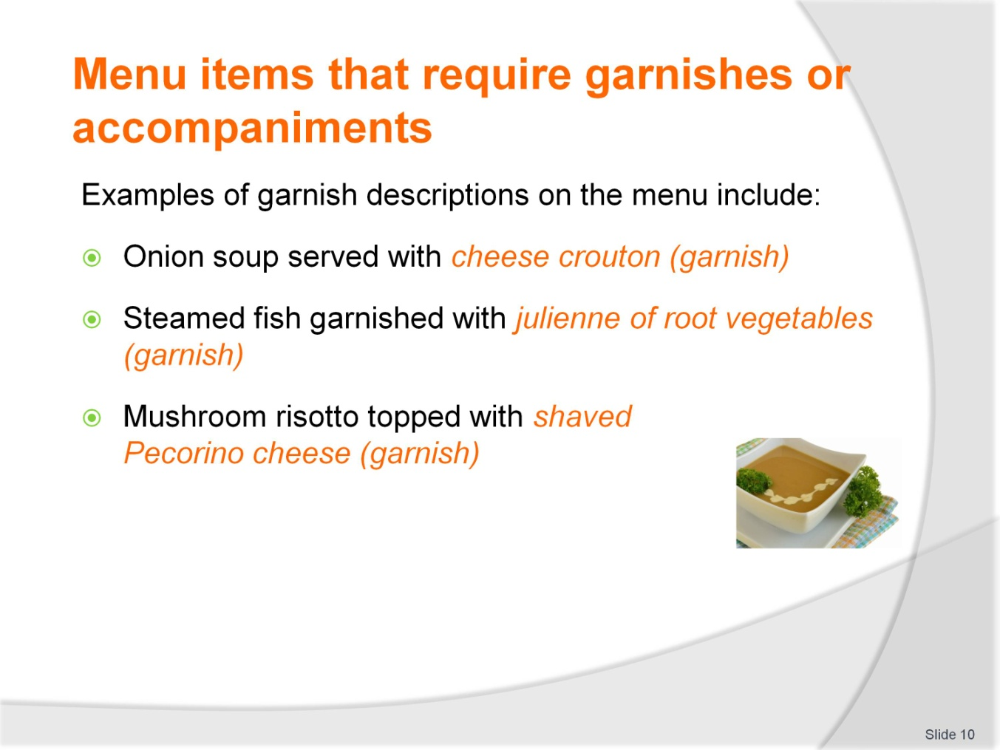 Menu items that require garnishes or
accompaniments
Examples of garnish descriptions on the menu include:
Onion soup served with cheese crouton (garnish)
Steamed fish garnished with julienne of root vegetables
(garnish)
Mushroom risotto topped with shaved
Pecorino cheese (garnish)
Slide 10